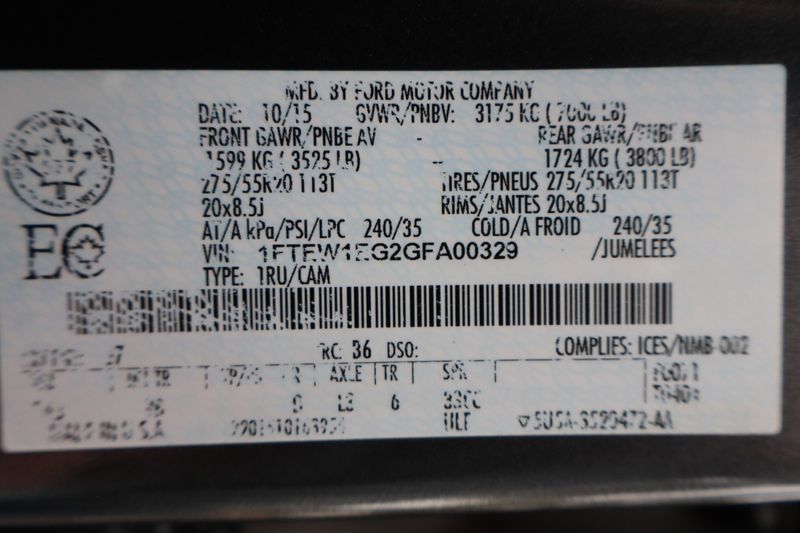 MFD. BY FORD MOTOR COMPANY
DATE: 10/15 GVWR/PNBV: 3175 KG (7000 LB)
FRONT GAWR/PNBE AV - REAR GAWR/PNBE AR
1599 KG (3525 LB) -- 1724 KG (3800 LB)
275/55R20 113T TIRES/PNEUS 275/55R20 113T
20x8.5J RIMS/JANTES 20x8.5J
AT/A kPa/PSI/LPC 240/35 COLD/A FROID 240/35
VIN: 1FTEW1EG2GFA00329 /JUMELEES
TYPE: TRU/CAM
EC
RC: 36 DSO: COMPLIES: ICES/NMB-002
AXLE TR SPR
L3 6
ULF